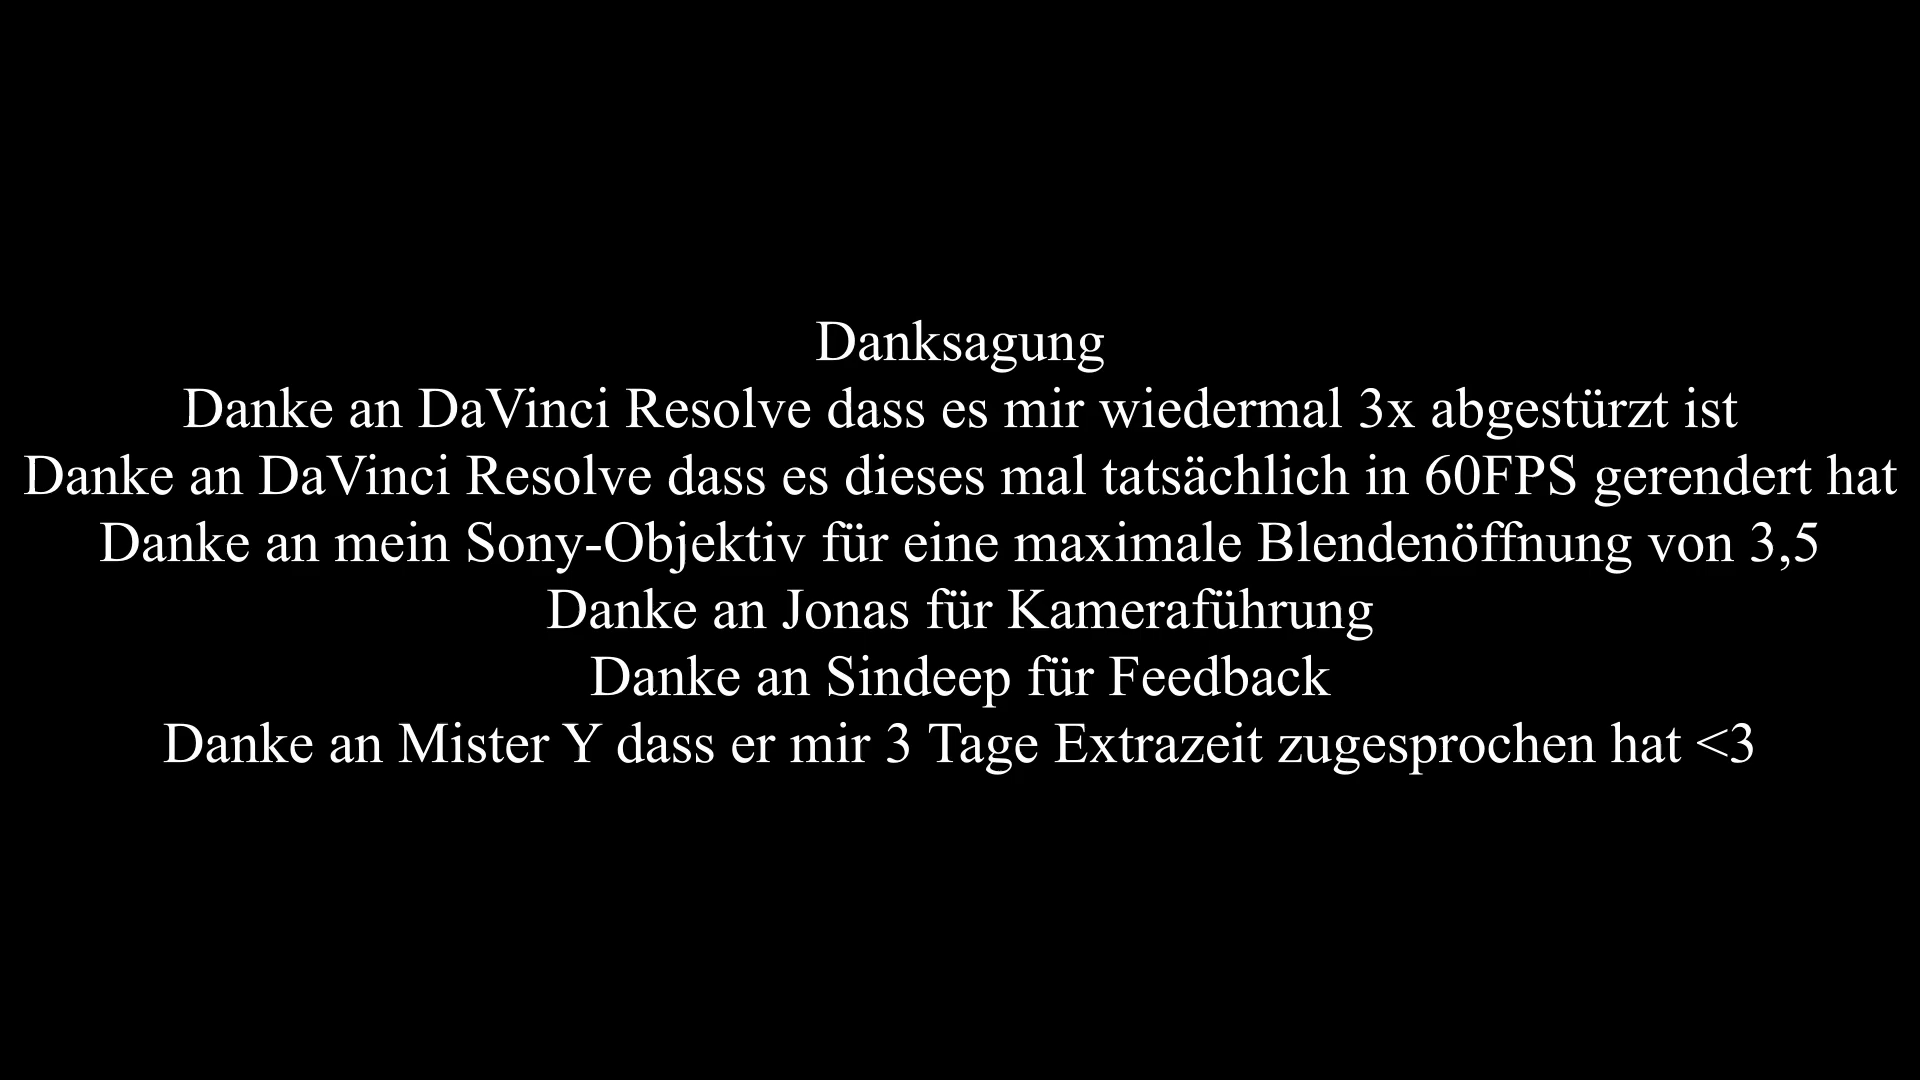 Danksagung
Danke an DaVinci Resolve dass es mir wiedermal 3x abgestürzt ist
Danke an DaVinci Resolve dass es dieses mal tatsächlich in 60FPS gerendert hat
Danke an mein Sony-Objektiv für eine maximale Blendenöffnung von 3,5
Danke an Jonas für Kameraführung
Danke an Sindeep für Feedback
Danke an Mister Y dass er mir 3 Tage Extrazeit zugesprochen hat <3